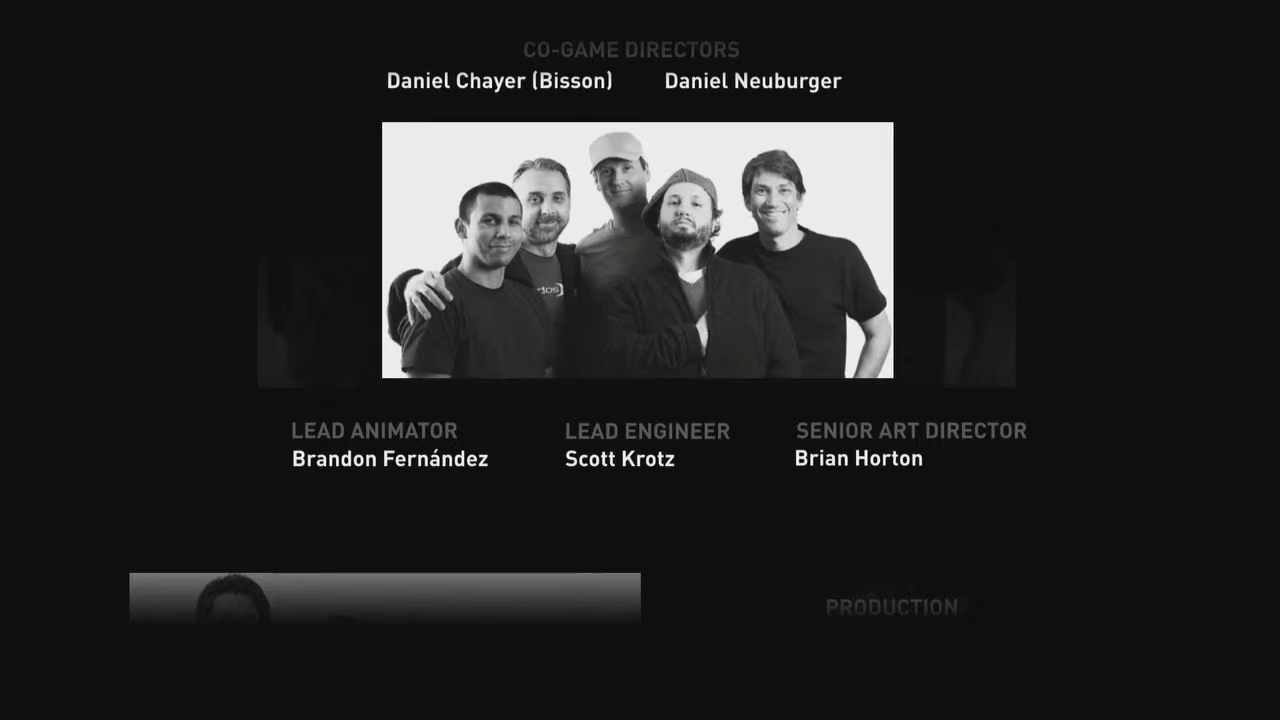 CO-GAME DIRECTORS
Daniel Chayer (Bisson) Daniel Neuburger
dos
LEAD ANIMATOR LEAD ENGINEER SENIOR ART DIRECTOR
Brandon Fernández Scott Krotz Brian Horton
PRODUCTION